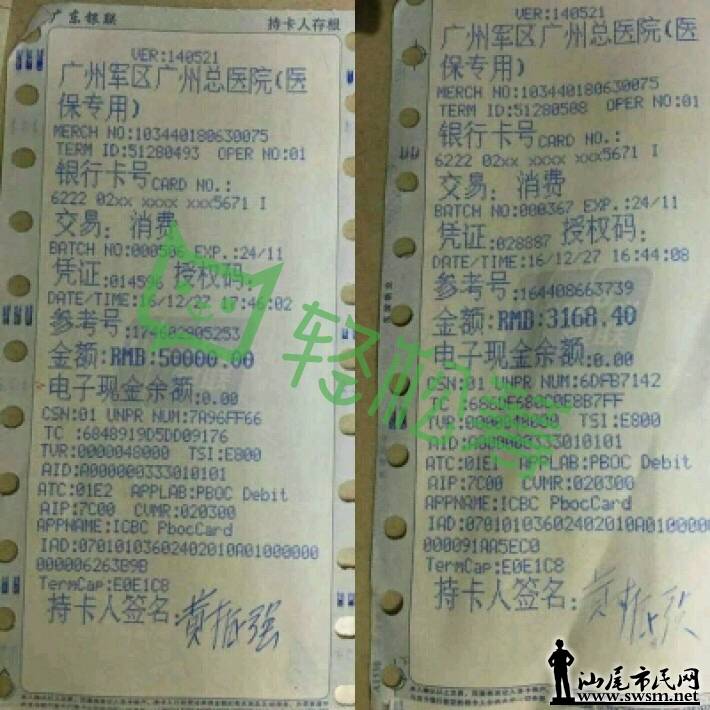 广东银联 持卡人存根
VER:140521
广州军区广州总医院(医
保专用)
MERCH NO:103440180630075
TERM ID:51280493 OPER NO:01
银行卡号CARD NO.:
6222 02xx xxxx xxx5671 I
交易: 消费
BATCH NO:000506 EXP.:24/11
凭证:014596 授权码:
DATE/TIME:16/12/22 17:46:02
参考号:174602905253
金额:RMB:50000.00
电子现金余额:0.00
CSN:01 UNPR NUM:7A96FF66
TC :6848919D5DD09176
TVR:0000048000 TSI:E800
AID:A000000333010101
ATC:01E2 APPLAB:PBOC Debit
AIP:7C00 CVMR:020300
APPNAME:ICBC PbocCard
IAD:07010103602402010A01000000
000006263B9B
TermCap:E0E1C8
持卡人签名:
VER:140521
广州军区广州总医院(医
保专用)
MERCH NO:103440180630075
TERM ID:51280508 OPER NO:01
银行卡号CARD NO.:
6222 02xx xxxx xxx5671 I
交易: 消费
BATCH NO:000367 EXP.:24/11
凭证:028887 授权码:
DATE/TIME:16/12/27 16:44:08
参考号:164408663739
金额:RMB:3168.40
电子现金余额:0.00
CSN:01 UNPR NUM:6DFB7142
TC :686DF680C0E8B7FF
TVR:0000048000 TSI:E800
AID:A000000333010101
ATC:01E1 APPLAB:PBOC Debit
AIP:7C00 CVMR:020300
APPNAME:ICBC PbocCard
IAD:07010103602402010A01000000
000091AA5EC0
TermCap:E0E1C8
持卡人签名:
轻松筹
汕尾市民网
www.swsm.net